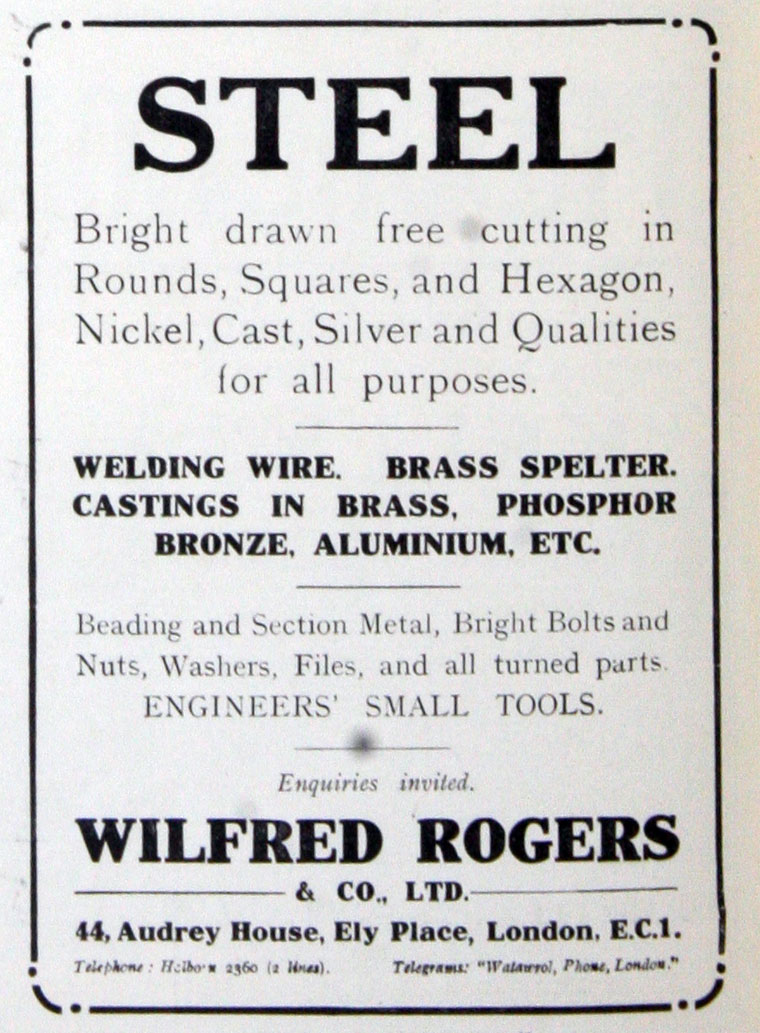 STEEL
Bright drawn free cutting in
Rounds, Squares, and Hexagon,
Nickel, Cast, Silver and Qualities
for all purposes.
WELDING WIRE. BRASS SPELTER.
CASTINGS IN BRASS, PHOSPHOR
BRONZE, ALUMINIUM, ETC.
Beading and Section Metal, Bright Bolts and
Nuts, Washers, Files, and all turned parts.
ENGINEERS' SMALL TOOLS.
Enquiries invited.
WILFRED ROGERS
& CO., LTD.
44, Audrey House, Ely Place, London, E.C.1.
Telephone: Holborn 2360 (2 lines). Telegrams: "Phone, London."